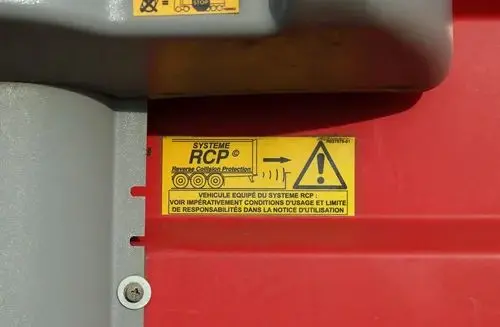 STOP
SYSTEME
RCP©
Reverse Collision Protection
VEHICULE EQUIPÉ DU SYSTEME RCP :
VOIR IMPÉRATIVEMENT CONDITIONS D'USAGE ET LIMITE
DE RESPONSABILITÉS DANS LA NOTICE D'UTILISATION